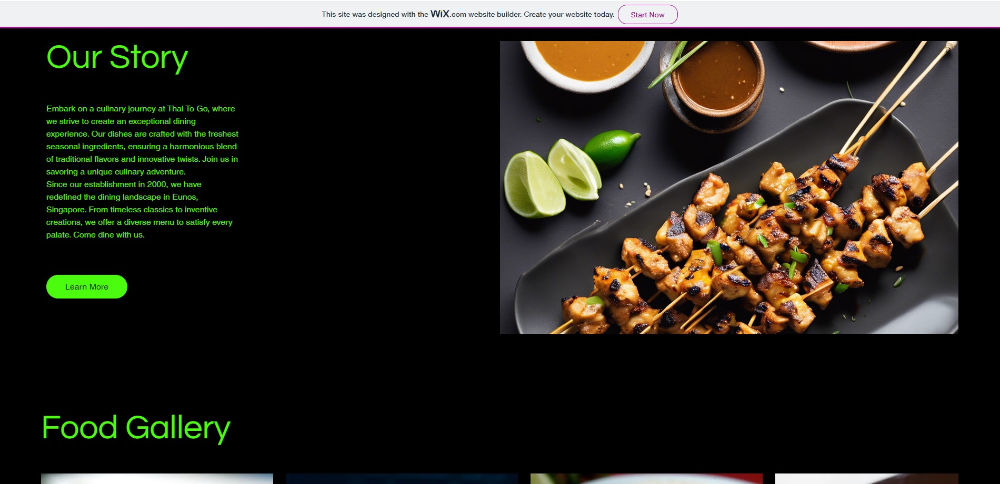 This site was designed with the WiX.com website builder. Create your website today. Start Now
Our Story
Embark on a culinary journey at Thai To Go, where
we strive to create an exceptional dining
experience. Our dishes are crafted with the freshest
seasonal ingredients, ensuring a harmonious blend
of traditional flavors and innovative twists. Join us in
savoring a unique culinary adventure.
Since our establishment in 2000, we have
redefined the dining landscape in Eunos,
Singapore. From timeless classics to inventive
creations, we offer a diverse menu to satisfy every
palate. Come dine with us.
Learn More
Food Gallery